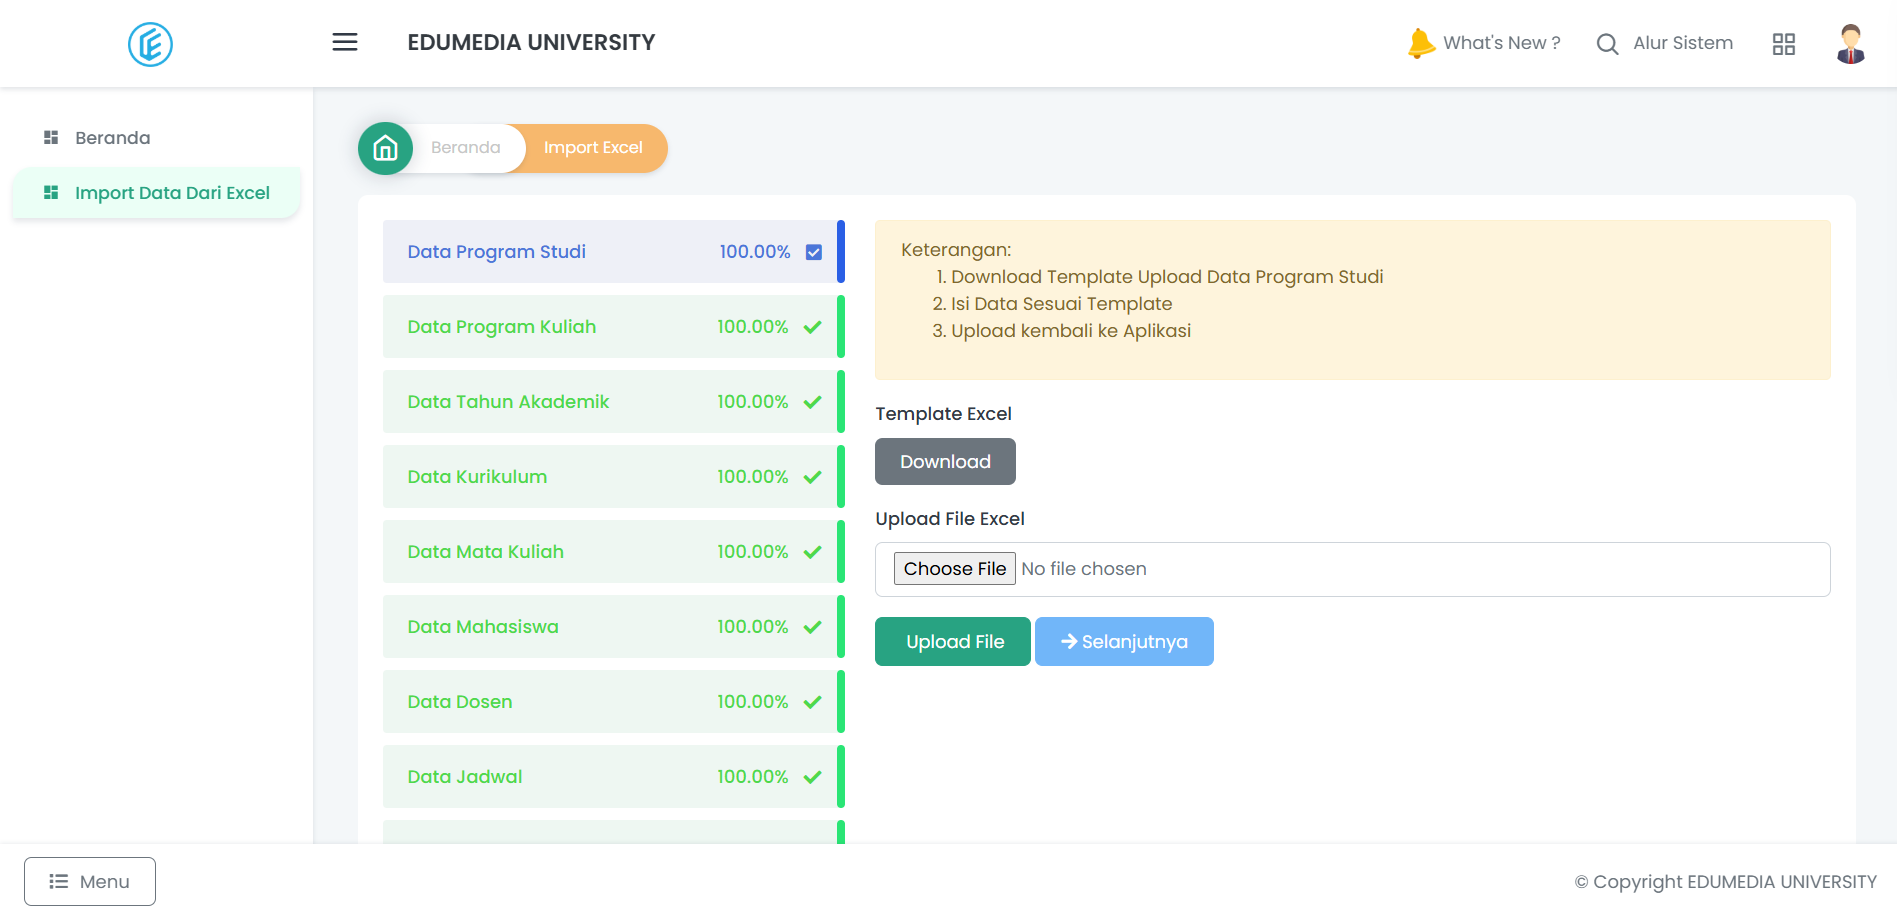 EDUMEDIA UNIVERSITY
What's New ?
Alur Sistem
Beranda
Import Data Dari Excel
Beranda
Import Excel
Data Program Studi 100.00%
Data Program Kuliah 100.00%
Data Tahun Akademik 100.00%
Data Kurikulum 100.00%
Data Mata Kuliah 100.00%
Data Mahasiswa 100.00%
Data Dosen 100.00%
Data Jadwal 100.00%
Keterangan:
1. Download Template Upload Data Program Studi
2. Isi Data Sesuai Template
3. Upload kembali ke Aplikasi
Template Excel
Download
Upload File Excel
Choose File No file chosen
Upload File
Selanjutnya
Menu
© Copyright EDUMEDIA UNIVERSITY